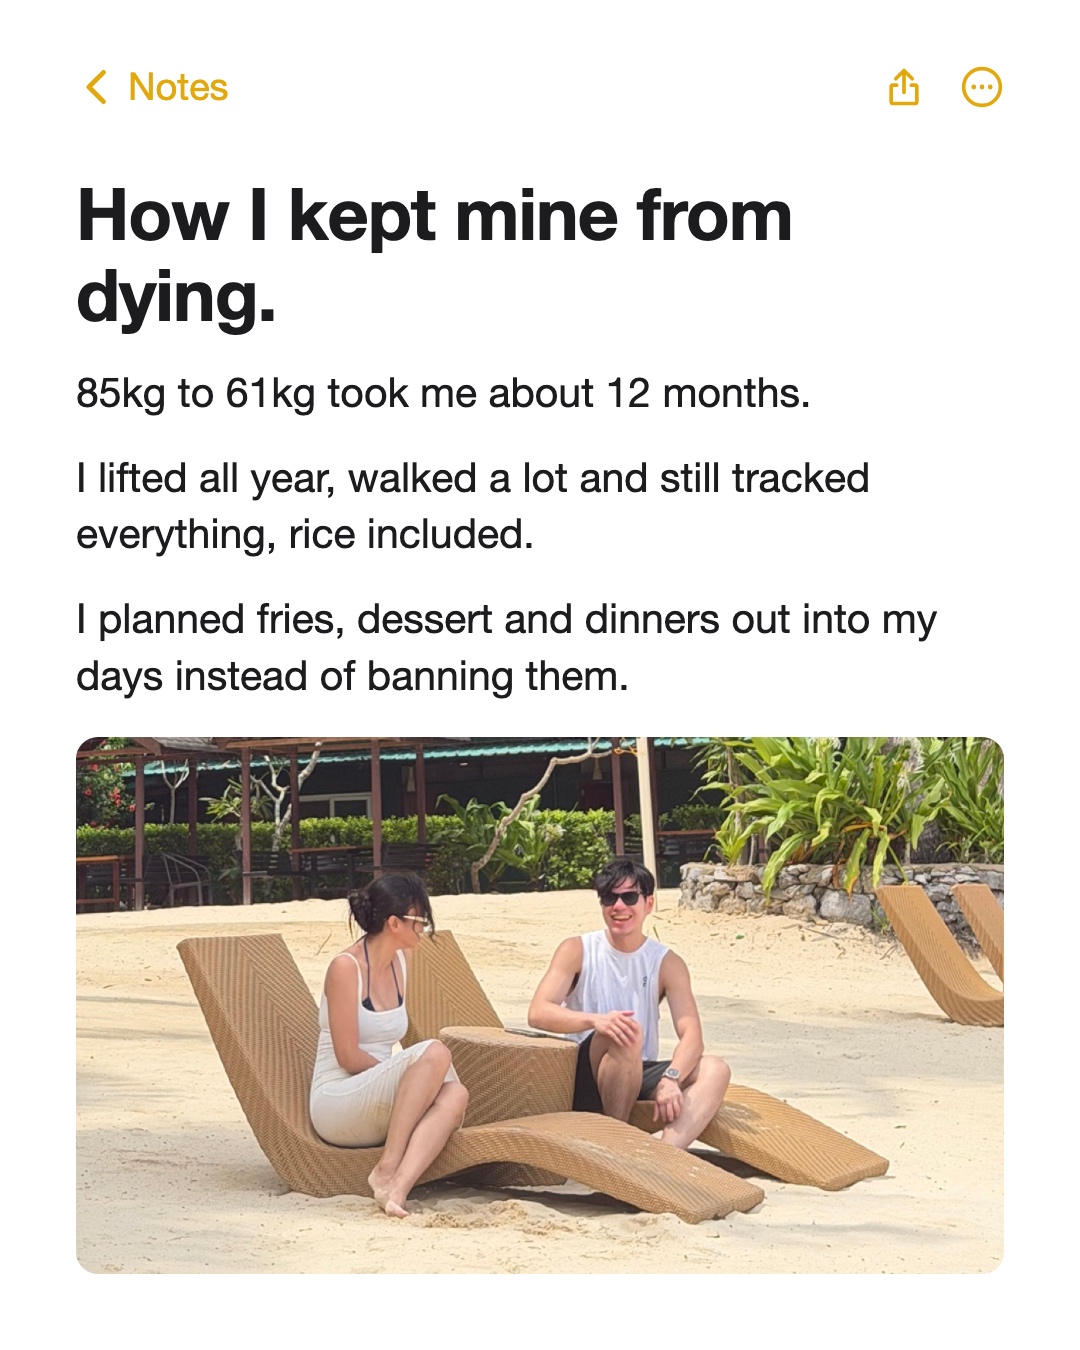 Notes
How I kept mine from
dying.
85kg to 61kg took me about 12 months.
I lifted all year, walked a lot and still tracked
everything, rice included.
I planned fries, dessert and dinners out into my
days instead of banning them.